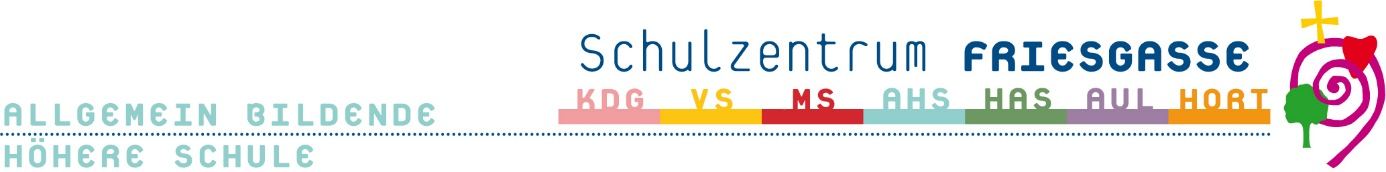 Schulzentrum FRIESGASSE
KDG VS MS AHS HAS AUL HORT
ALLGEMEIN BILDENDE
HÖHERE SCHULE